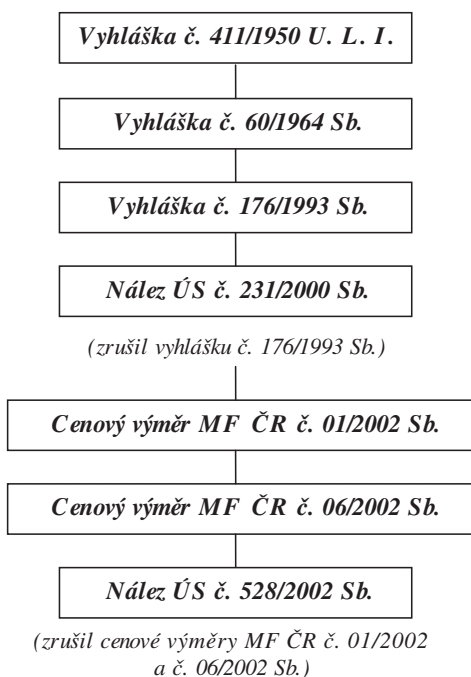 Vyhláška č. 411/1950 U. L. I.
Vyhláška č. 60/1964 Sb.
Vyhláška č. 176/1993 Sb.
Nález ÚS č. 231/2000 Sb.
(zrušil vyhlášku č. 176/1993 Sb.)
Cenový výměr MF ČR č. 01/2002 Sb.
Cenový výměr MF ČR č. 06/2002 Sb.
Nález ÚS č. 528/2002 Sb.
(zrušil cenové výměry MF ČR č. 01/2002
a č. 06/2002 Sb.)